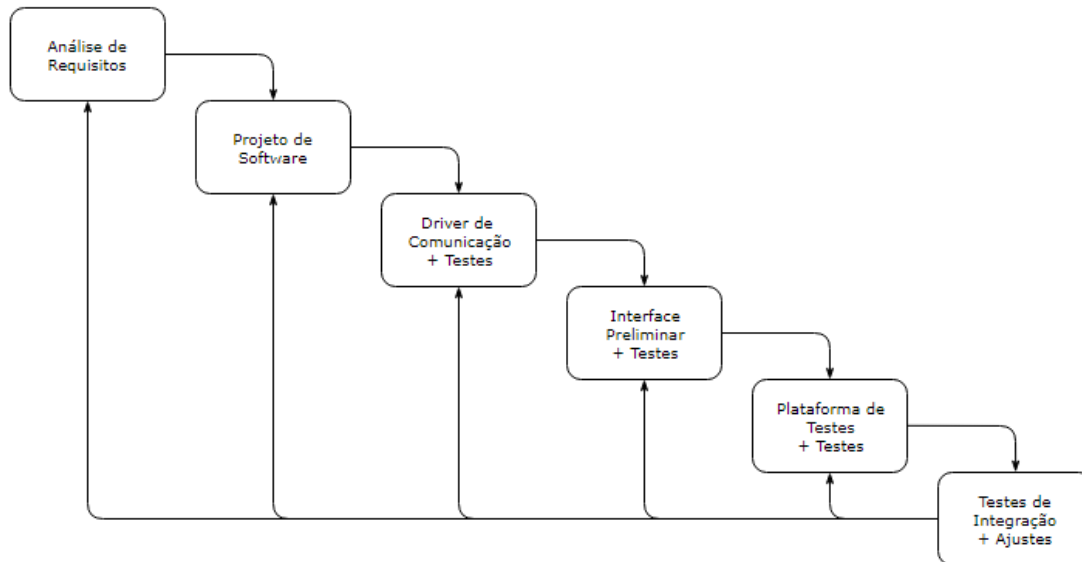 Análise de
Requisitos
Projeto de
Software
Driver de
Comunicação
+ Testes
Interface
Preliminar
+ Testes
Plataforma de
Testes
+ Testes
Testes de
Integração
+ Ajustes